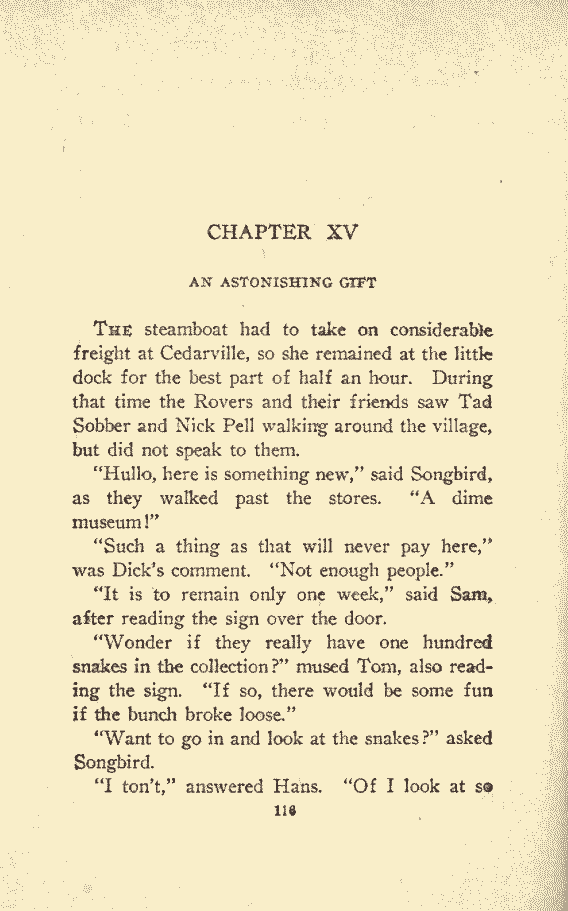 CHAPTER XV
AN ASTONISHING GIFT
THE steamboat had to take on considerable
freight at Cedarville, so she remained at the little
dock for the best part of half an hour. During
that time the Rovers and their friends saw Tad
Sobber and Nick Pell walking around the village,
but did not speak to them.
"Hullo, here is something new," said Songbird,
as they walked past the stores. "A dime
museum!"
"Such a thing as that will never pay here,"
was Dick's comment. "Not enough people."
"It is to remain only one week," said Sam,
after reading the sign over the door.
"Wonder if they really have one hundred
snakes in the collection?" mused Tom, also read-
ing the sign. "If so, there would be some fun
if the bunch broke loose."
"Want to go in and look at the snakes?" asked
Songbird.
"I ton't," answered Hans. "Of I look at so
116